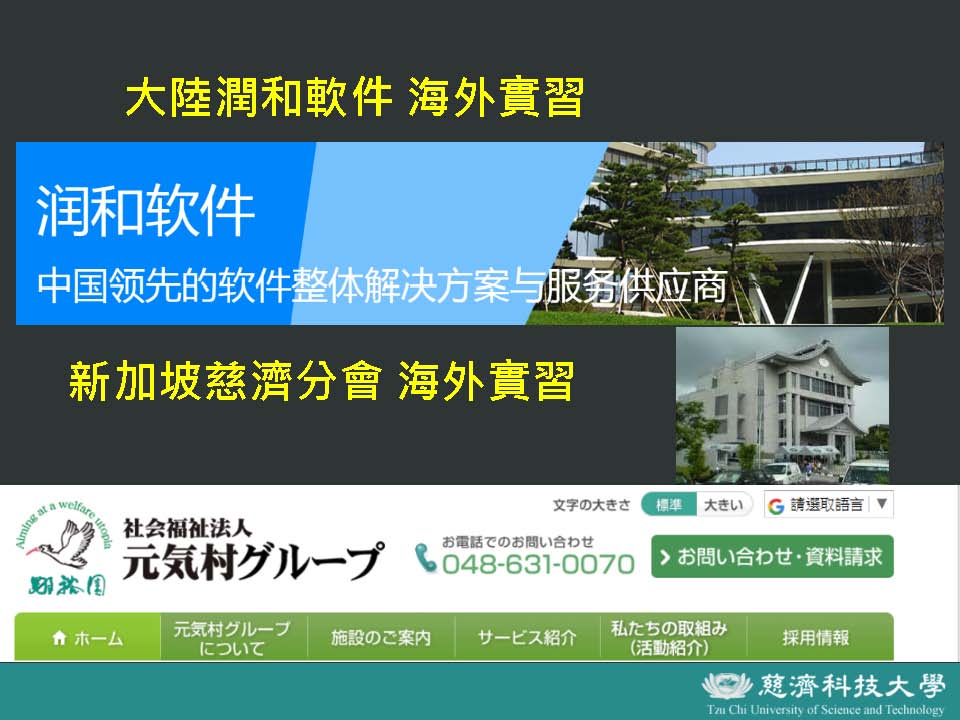 大陸潤和軟件 海外實習
润和软件
中国领先的软件整体解决方案与服务供应商
新加坡慈濟分會 海外實習
Aiming at a welfare utopia
翔裕園
社会福祉法人
元気村グループ
文字の大きさ 標準 大きい
G 請選取語言 ▼
お電話でのお問い合わせ
048-631-0070
お問い合わせ・資料請求
ホーム
元気村グループ
について
施設のご案内
サービス紹介
私たちの取組み
(活動紹介)
採用情報
慈濟科技大學
Tzu Chi University of Science and Technology